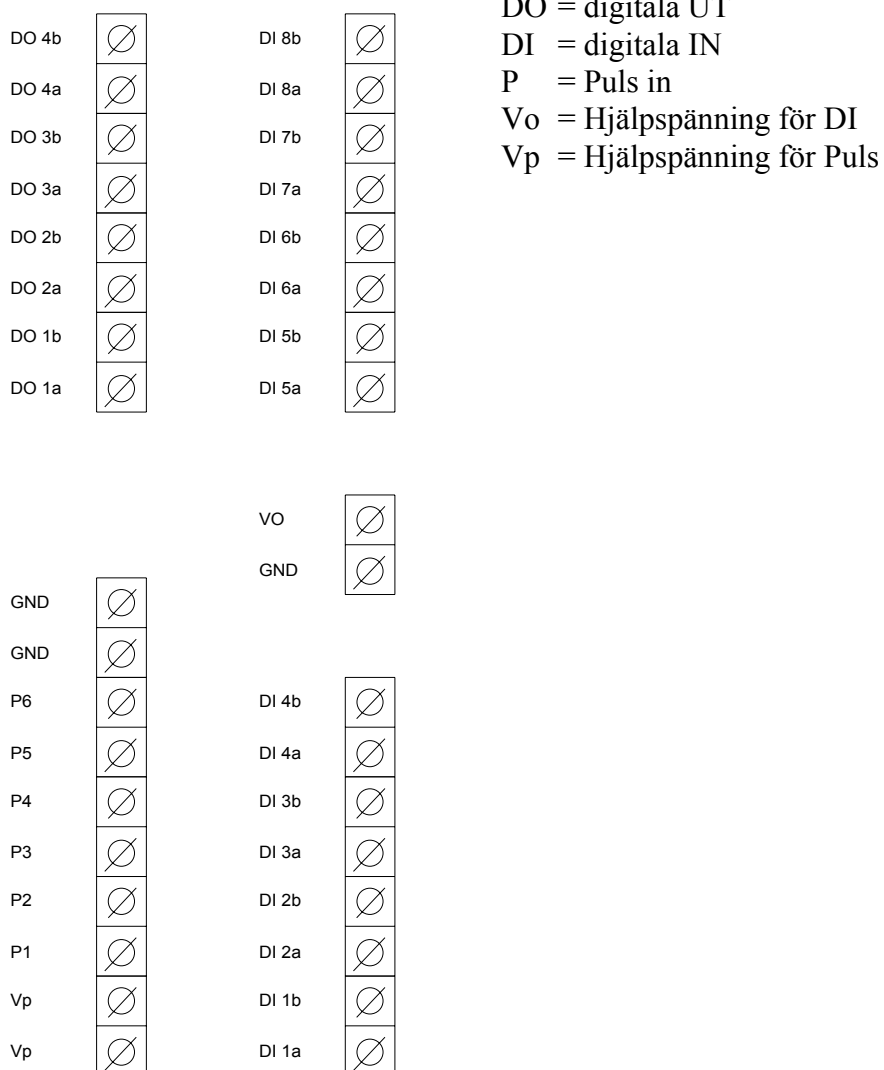 DO = digitala UT
DI = digitala IN
P = Puls in
Vo = Hjälpspänning för DI
Vp = Hjälpspänning för Puls
DO 4b
DO 4a
DO 3b
DO 3a
DO 2b
DO 2a
DO 1b
DO 1a
DI 8b
DI 8a
DI 7b
DI 7a
DI 6b
DI 6a
DI 5b
DI 5a
VO
GND
GND
GND
P6
P5
P4
P3
P2
P1
Vp
Vp
DI 4b
DI 4a
DI 3b
DI 3a
DI 2b
DI 2a
DI 1b
DI 1a